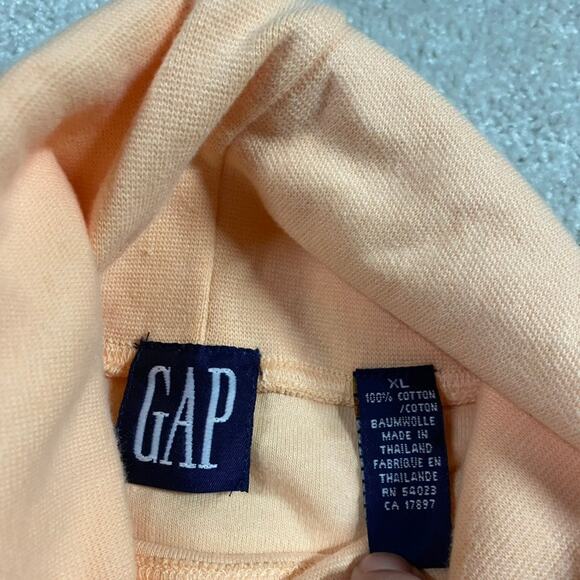 GAP
XL
100% COTTON
/COTON
BAUMWOLLE
MADE IN
THAILAND
FABRIQUE EN
THAILANDE
RN 54023
CA 17897